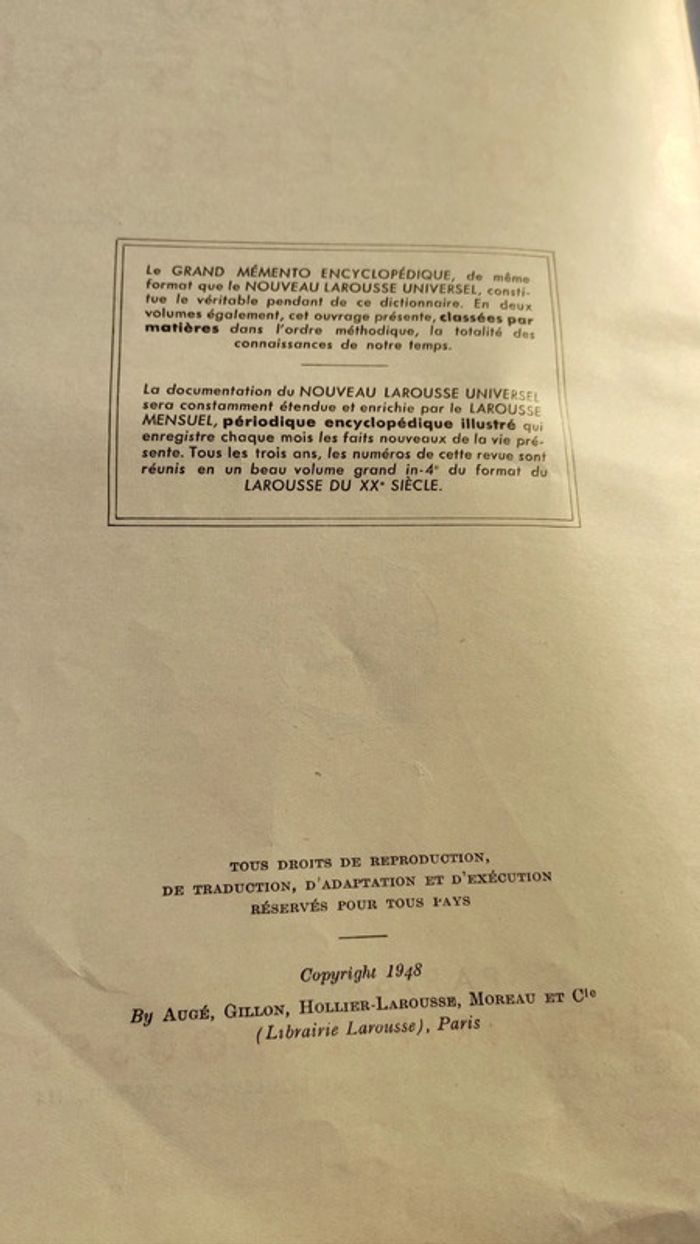 Le GRAND MÉMENTO ENCYCLOPÉDIQUE, de même
format que le NOUVEAU LAROUSSE UNIVERSEL, consti-
tue le véritable pendant de ce dictionnaire. En deux
volumes également, cet ouvrage présente, classées par
matières dans l'ordre méthodique, la totalité des
connaissances de notre temps.
La documentation du NOUVEAU LAROUSSE UNIVERSEL
sera constamment étendue et enrichie par le LAROUSSE
MENSUEL, périodique encyclopédique illustré qui
enregistre chaque mois les faits nouveaux de la vie pré-
sente. Tous les trois ans, les numéros de cette revue sont
réunis en un beau volume grand in-4° du format du
LAROUSSE DU XXe SIÈCLE.
TOUS DROITS DE REPRODUCTION,
DE TRADUCTION, D'ADAPTATION ET D'EXÉCUTION
RÉSERVÉS POUR TOUS PAYS
Copyright 1948
By AUGÉ, GILLON, HOLLIER-LAROUSSE, MOREAU ET Cie
(Librairie Larousse), Paris